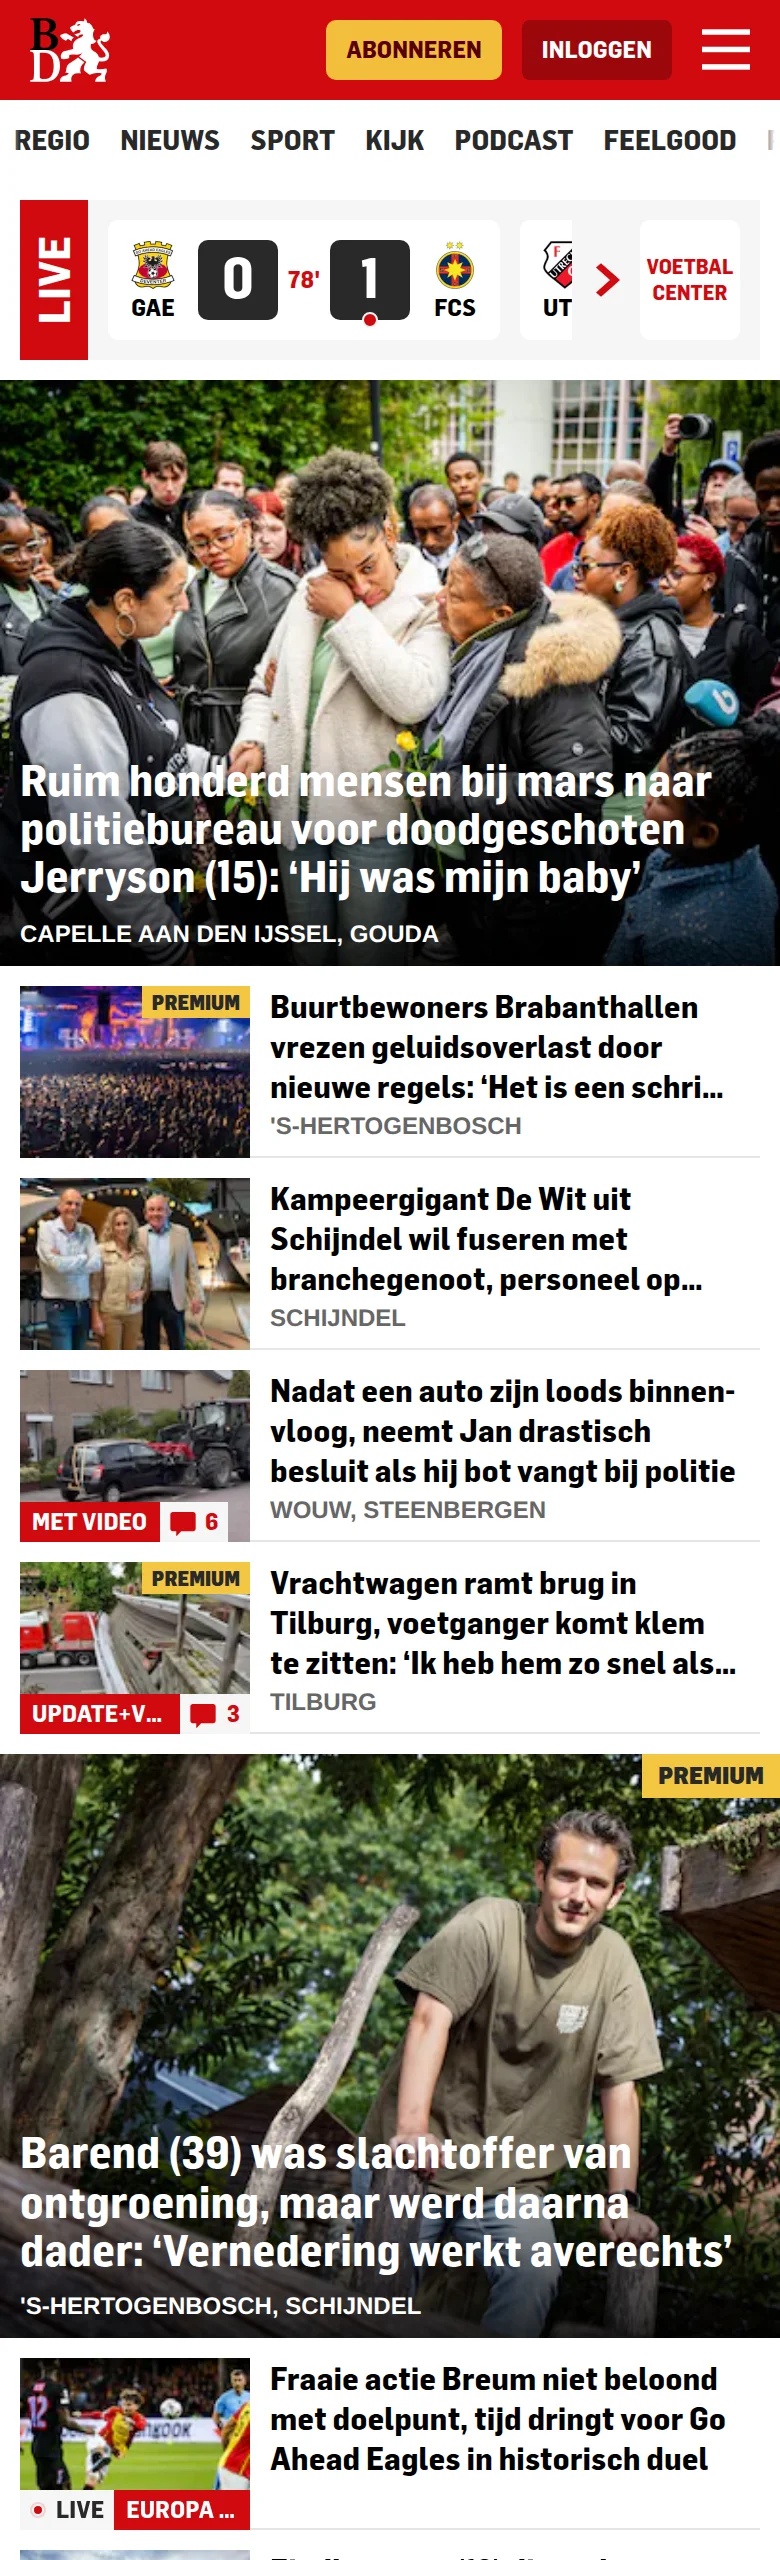 B
D
ABONNEREN
INLOGGEN
REGIO NIEUWS SPORT KIJK PODCAST FEELGOOD
LIVE
0 78' 1
GAE FCS
UT
VOETBAL
CENTER
Ruim honderd mensen bij mars naar
politiebureau voor doodgeschoten
Jerryson (15): ‘Hij was mijn baby’
CAPELLE AAN DEN IJSSEL, GOUDA
PREMIUM
Buurtbewoners Brabanthallen
vrezen geluidsoverlast door
nieuwe regels: ‘Het is een schri...
'S-HERTOGENBOSCH
Kampeergigant De Wit uit
Schijndel wil fuseren met
branchegenoot, personeel op...
SCHIJNDEL
MET VIDEO 6
Nadat een auto zijn loods binnen-
vloog, neemt Jan drastisch
besluit als hij bot vangt bij politie
WOUW, STEENBERGEN
PREMIUM
UPDATE+V... 3
Vrachtwagen ramt brug in
Tilburg, voetganger komt klem
te zitten: ‘Ik heb hem zo snel als...
TILBURG
PREMIUM
Barend (39) was slachtoffer van
ontgroening, maar werd daarna
dader: ‘Vernedering werkt averechts’
'S-HERTOGENBOSCH, SCHIJNDEL
12
LIVE EUROPA ...
Fraaie actie Breum niet beloond
met doelpunt, tijd dringt voor Go
Ahead Eagles in historisch duel